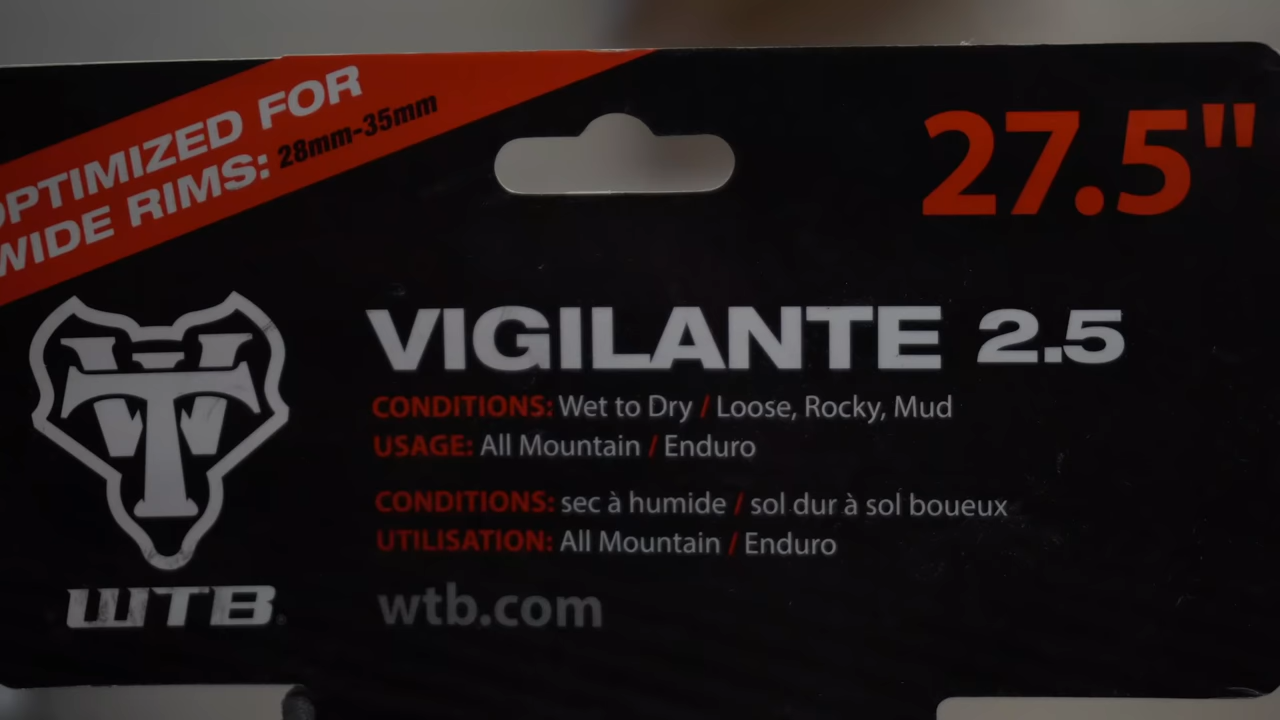 OPTIMIZED FOR
WIDE RIMS: 28mm-35mm
27.5"
VIGILANTE 2.5
CONDITIONS: Wet to Dry / Loose, Rocky, Mud
USAGE: All Mountain / Enduro
CONDITIONS: sec à humide / sol dur à sol boueux
UTILISATION: All Mountain / Enduro
WTB
wtb.com